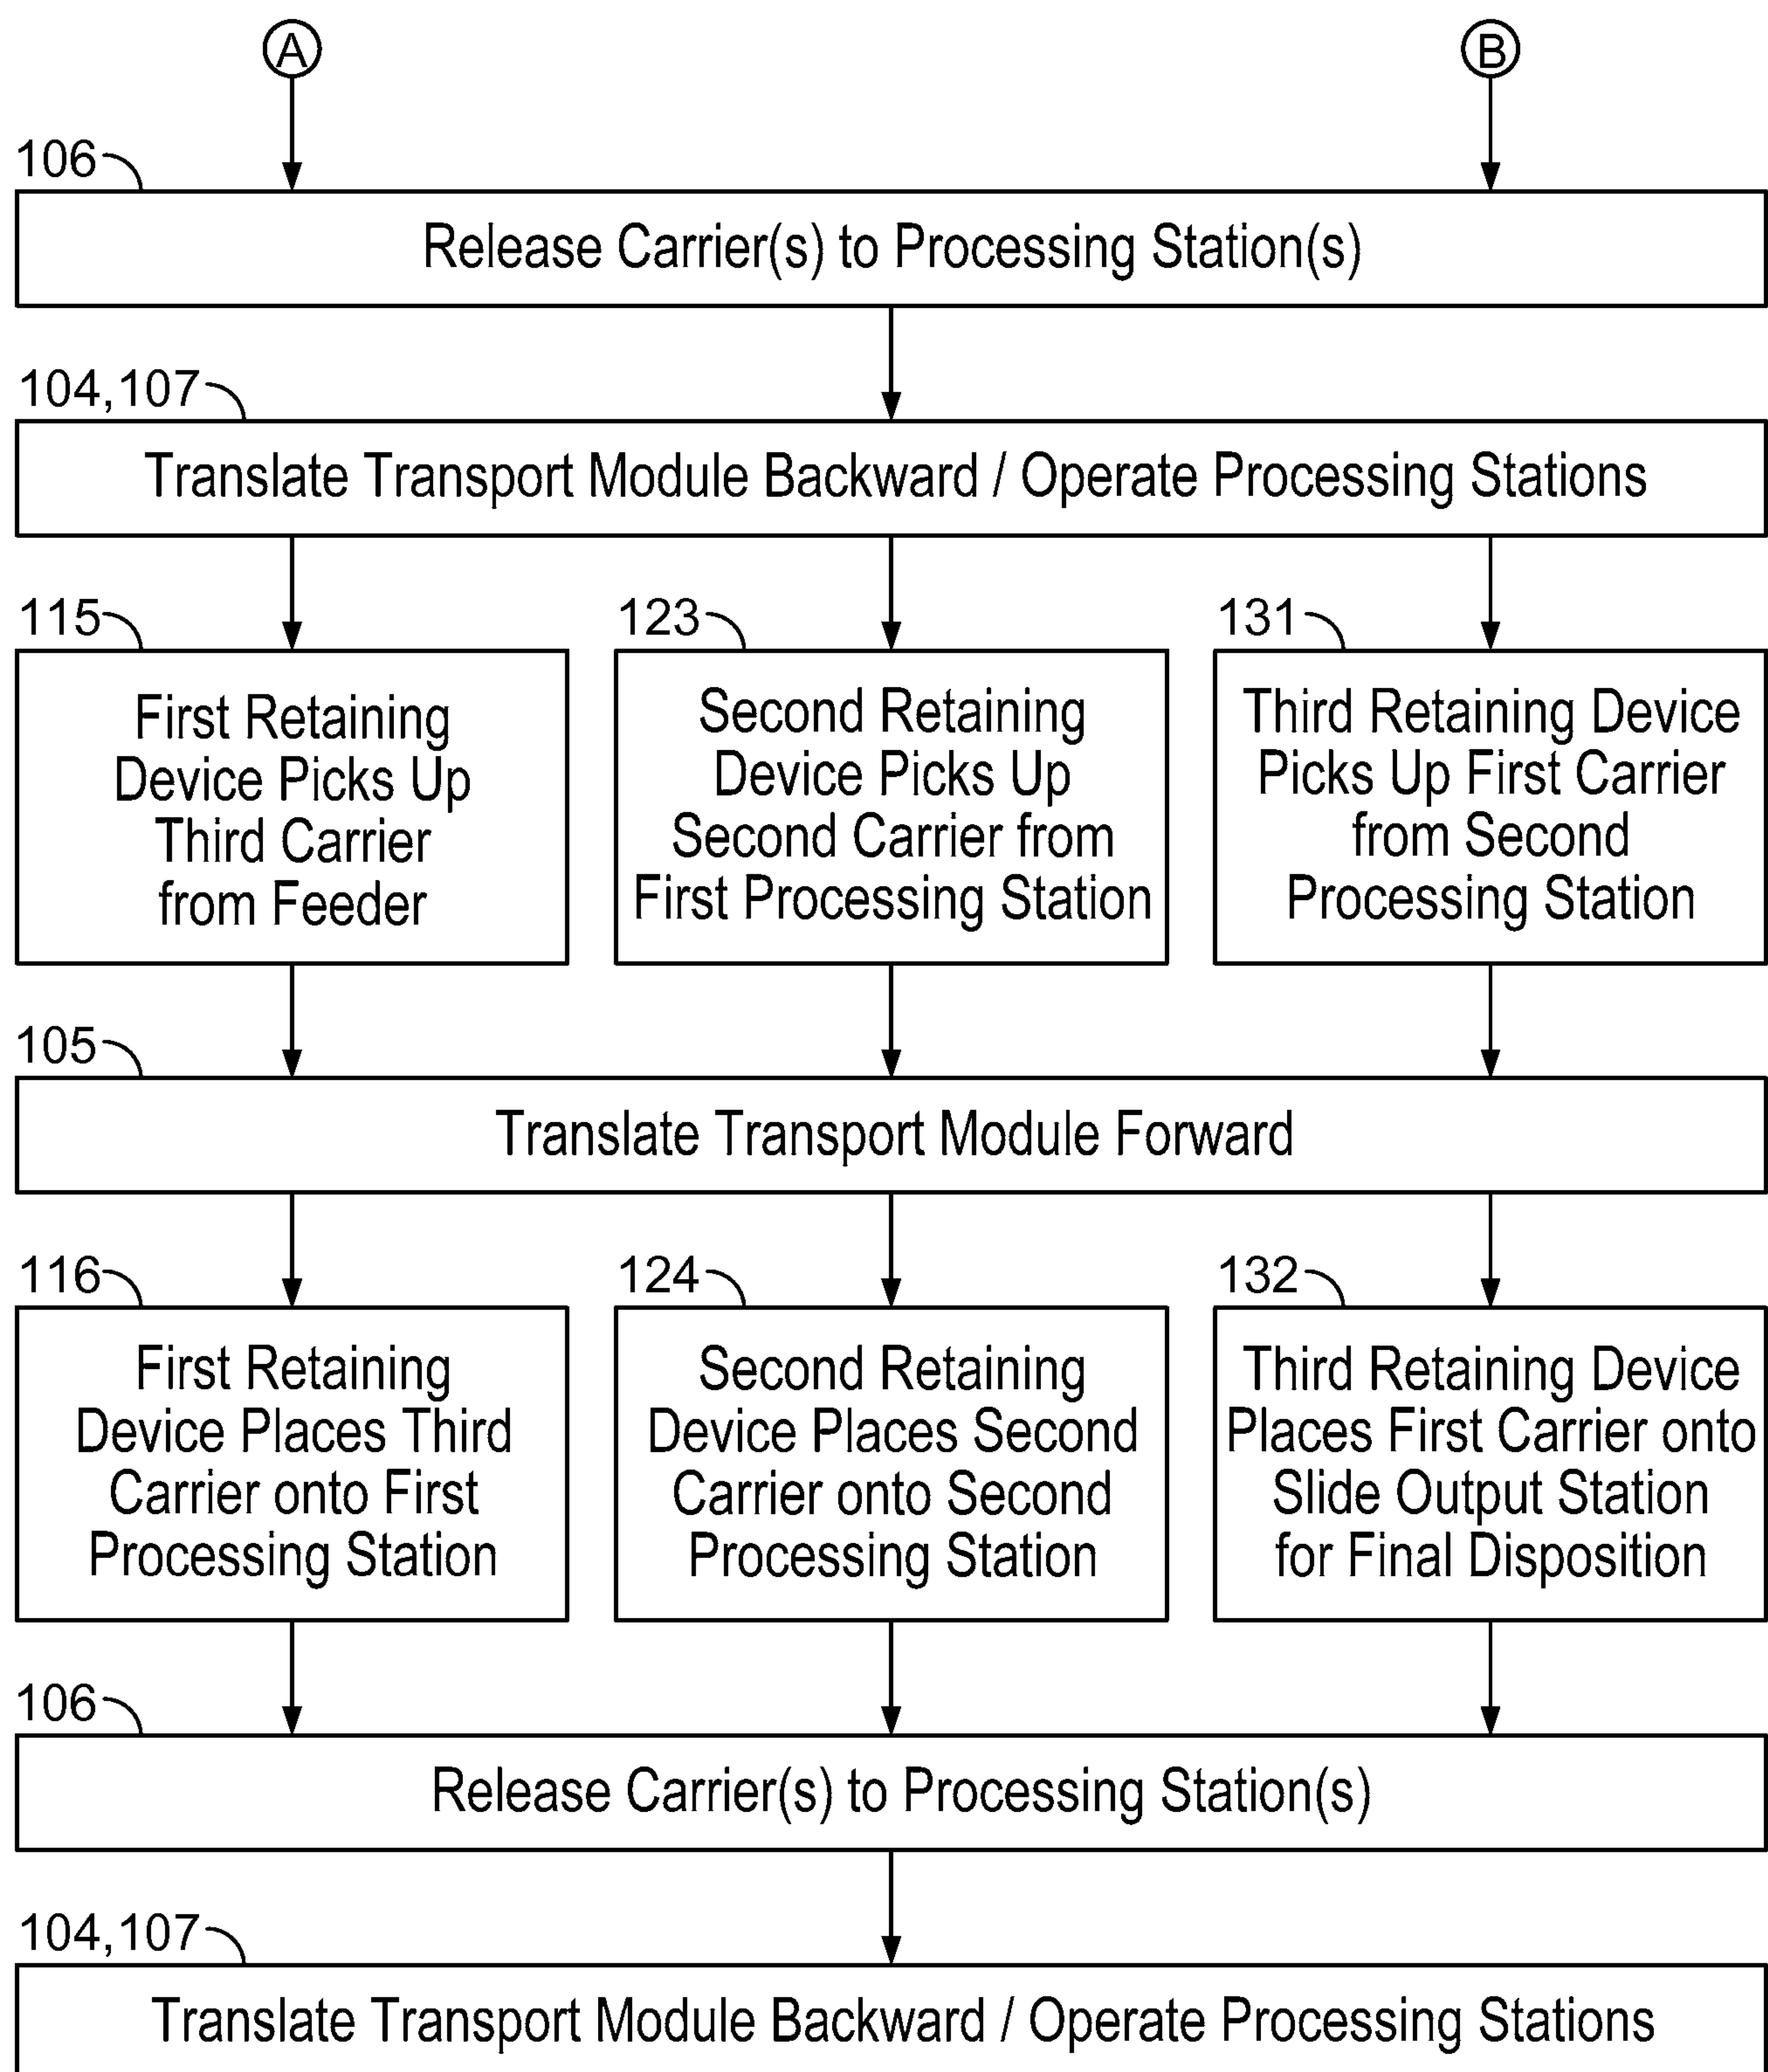 A
B
106
Release Carrier(s) to Processing Station(s)
104,107
Translate Transport Module Backward / Operate Processing Stations
115
First Retaining
Device Picks Up
Third Carrier
from Feeder
123
Second Retaining
Device Picks Up
Second Carrier from
First Processing Station
131
Third Retaining Device
Picks Up First Carrier
from Second
Processing Station
105
Translate Transport Module Forward
116
First Retaining
Device Places Third
Carrier onto First
Processing Station
124
Second Retaining
Device Places Second
Carrier onto Second
Processing Station
132
Third Retaining Device
Places First Carrier onto
Slide Output Station
for Final Disposition
106
Release Carrier(s) to Processing Station(s)
104,107
Translate Transport Module Backward / Operate Processing Stations